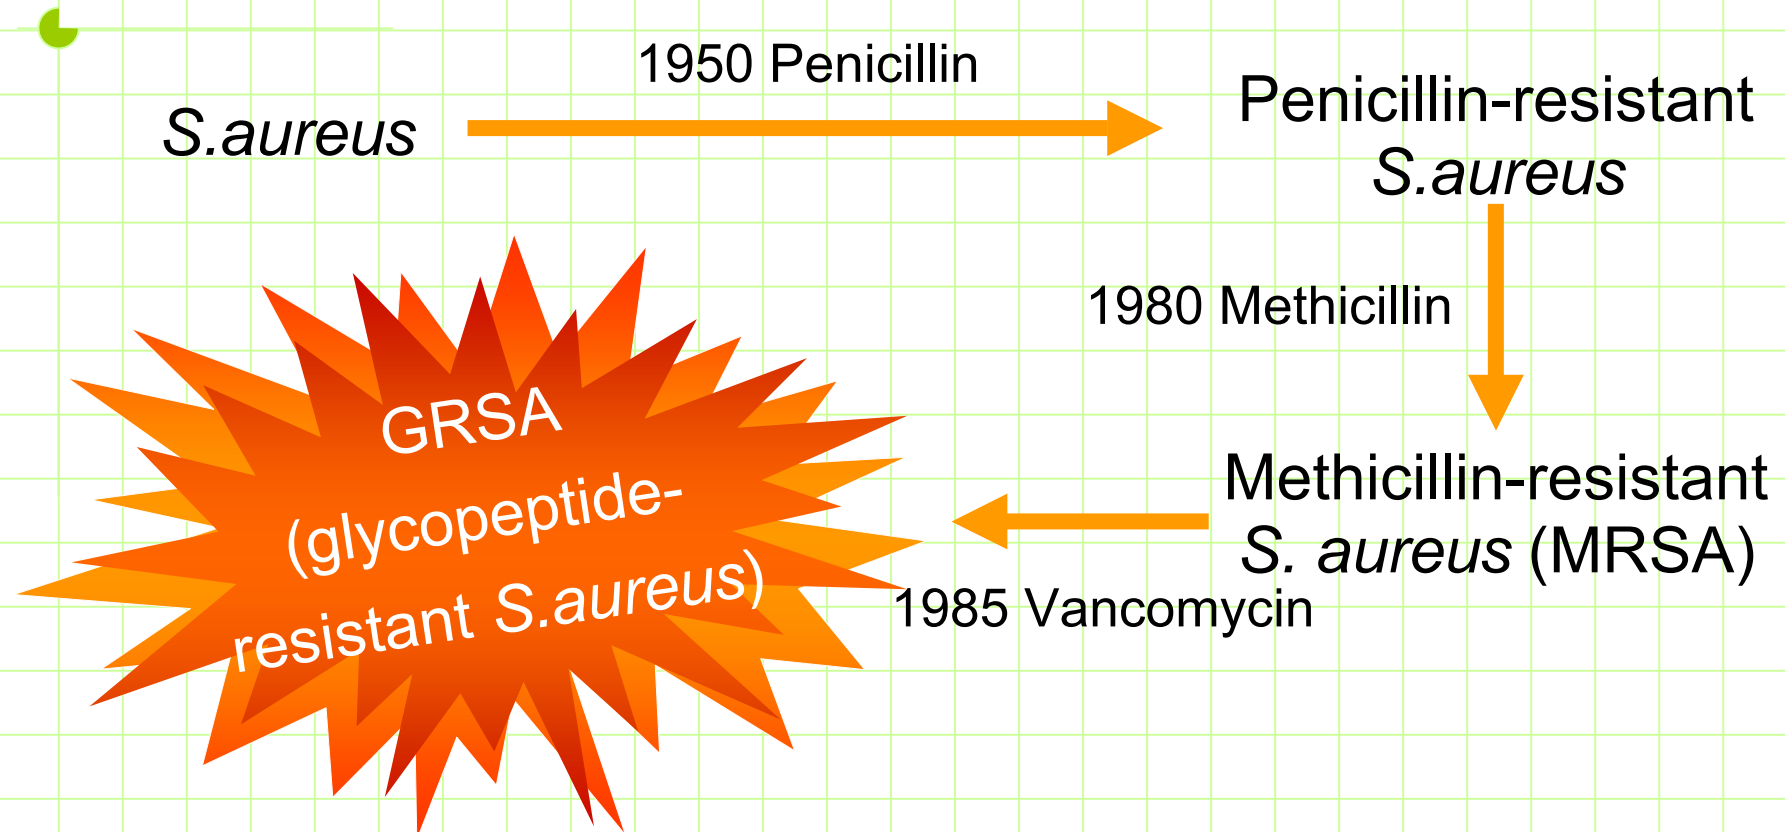 1950 Penicillin
S.aureus
Penicillin-resistant
S.aureus
1980 Methicillin
Methicillin-resistant
S. aureus (MRSA)
1985 Vancomycin
GRSA
(glycopeptide-
resistant S.aureus)